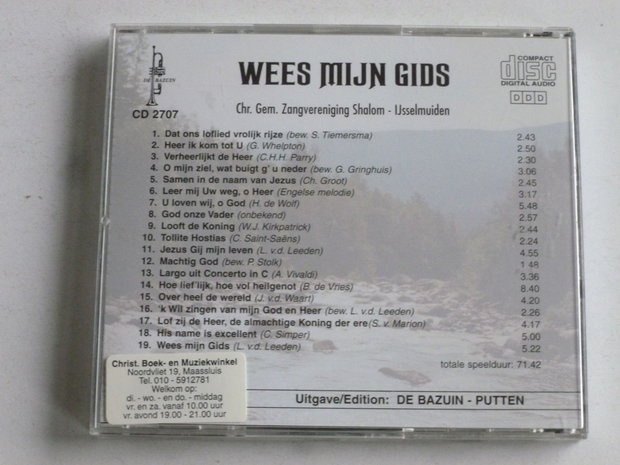 DE BAZUIN
CD 2707
WEES MIJN GIDS
Chr. Gem. Zangvereniging Shalom - IJsselmuiden
COMPACT
disc
DIGITAL AUDIO
DDD
1. Dat ons loflied vrolijk rijze (bew. S. Tiemersma) 2.43
2. Heer ik kom tot U (G. Whelpton) 2.50
3. Verheerlijkt de Heer (C.H.H. Parry) 2.30
4. O mijn ziel, wat buigt g' u neder (bew. G. Gringhuis) 3.06
5. Samen in de naam van Jezus (Ch. Groot) 2.45
6. Leer mij Uw weg, o Heer (Engelse melodie) 3.17
7. U loven wij, o God (H. de Wolf) 5.48
8. God onze Vader (onbekend) 2.57
9. Looft de Koning (W.J. Kirkpatrick) 2.44
10. Tollite Hostias (C. Saint-Saëns) 2.24
11. Jezus Gij mijn leven (L. v.d. Leeden) 4.55
12. Machtig God (bew. P. Stolk) 1.48
13. Largo uit Concerto in C (A. Vivaldi) 3.36
14. Hoe lief'lijk, hoe vol heilgenot (B. de Vries) 8.40
15. Over heel de wereld (J. v.d. Waart) 4.20
16. 'k Wil zingen van mijn God en Heer (bew. L. v.d. Leeden) 2.26
17. Lof zij de Heer, de almachtige Koning der ere (S. v. Marion) 4.17
18. His name is excellent (C. Simper) 5.00
19. Wees mijn Gids (L. v.d. Leeden) 5.22
totale speelduur: 71.42
Christ. Boek- en Muziekwinkel
Noordvliet 19, Maassluis
Tel. 010 - 5912781
Welkom op:
di. - wo. - en do. - middag
vr. en za. vanaf 10.00 uur
vr. avond 19.00 - 21.00 uur
Uitgave/Edition: DE BAZUIN - PUTTEN